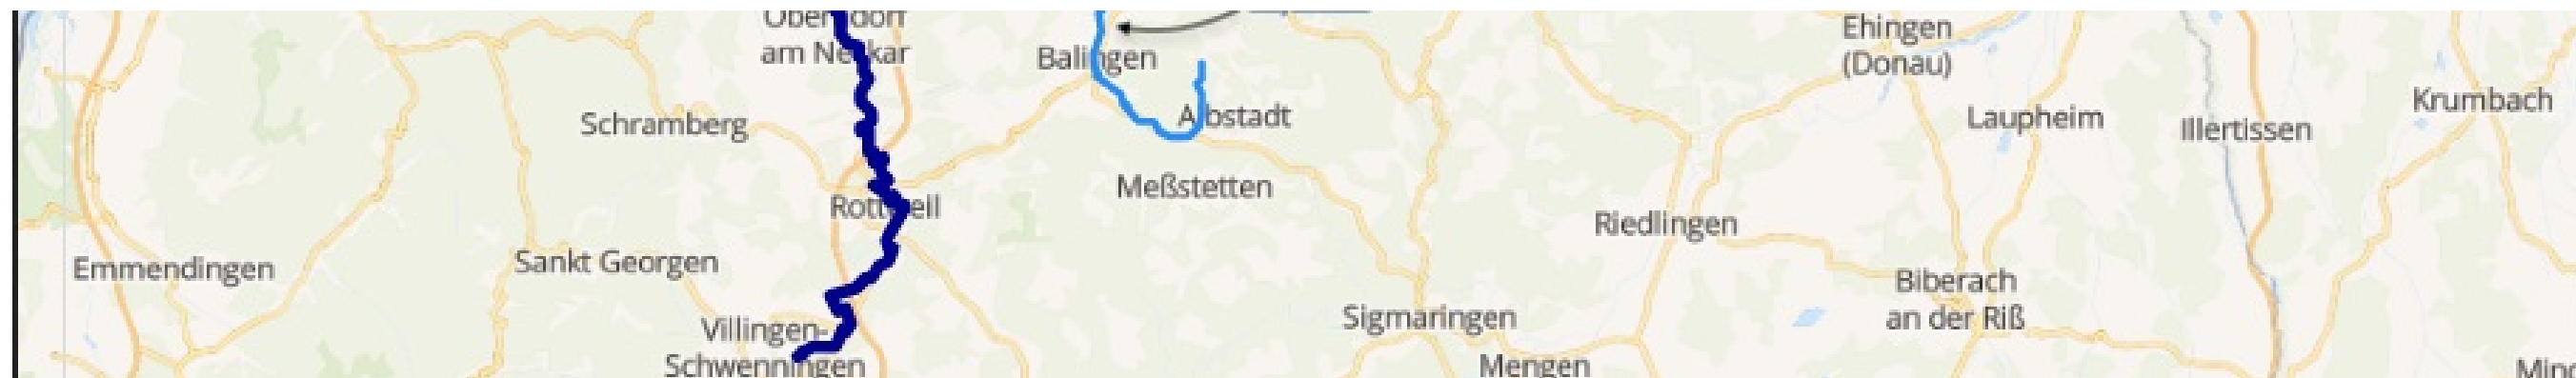 Oberndorf
am Neckar
Balingen
Ehingen
(Donau)
Krumbach
Schramberg
Albstadt
Laupheim
Illertissen
Meßstetten
Rottweil
Riedlingen
Emmendingen
Sankt Georgen
Biberach
an der Riß
Sigmaringen
Villingen-
Schwenningen
Mengen